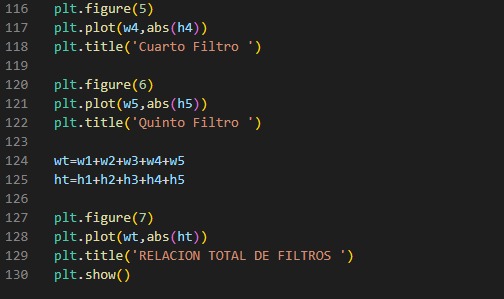 116 plt.figure(5)
117 plt.plot(w4,abs(h4))
118 plt.title('Cuarto Filtro ')
119
120 plt.figure(6)
121 plt.plot(w5,abs(h5))
122 plt.title('Quinto Filtro ')
123
124 wt=w1+w2+w3+w4+w5
125 ht=h1+h2+h3+h4+h5
126
127 plt.figure(7)
128 plt.plot(wt,abs(ht))
129 plt.title('RELACION TOTAL DE FILTROS ')
130 plt.show()